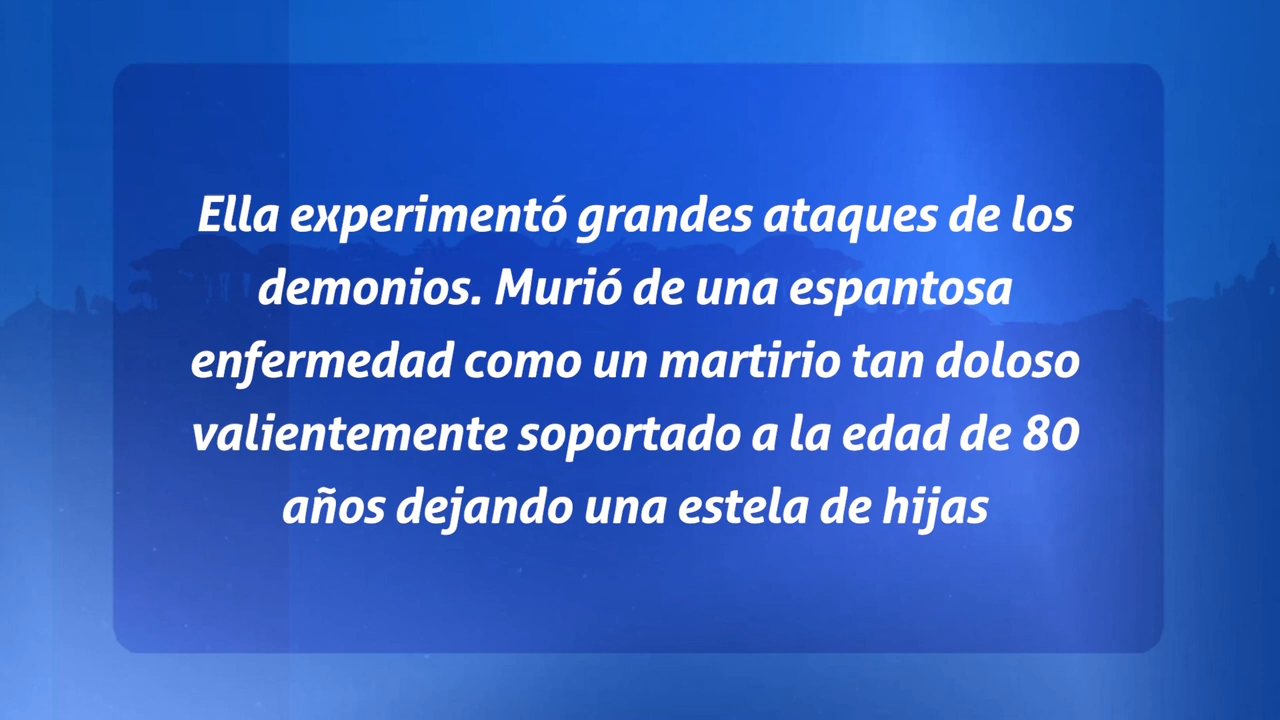 Ella experimentó grandes ataques de los
demonios. Murió de una espantosa
enfermedad como un martirio tan doloso
valientemente soportado a la edad de 80
años dejando una estela de hijas